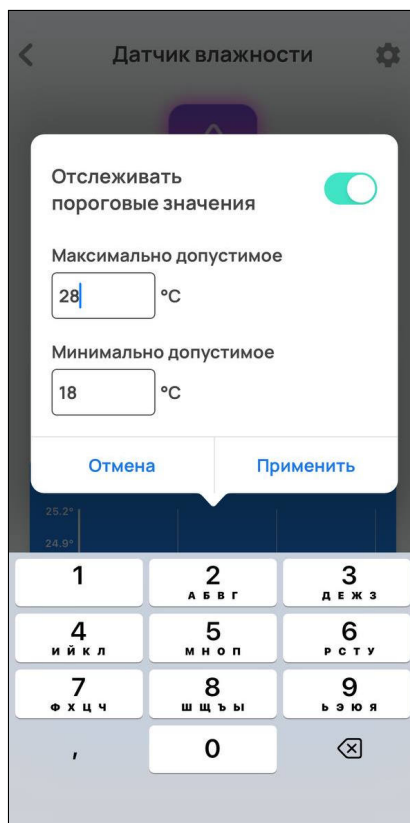 Датчик влажности
Отслеживать
пороговые значения
Максимально допустимое
28 °C
Минимально допустимое
18 °C
Отмена Применить
25.2°
24.9°
1 2 3
А Б В Г Д Е Ж З
4 5 6
И Й К Л М Н О П Р С Т У
7 8 9
Ф Х Ц Ч Ш Щ Ъ Ы Ь Э Ю Я
, 0